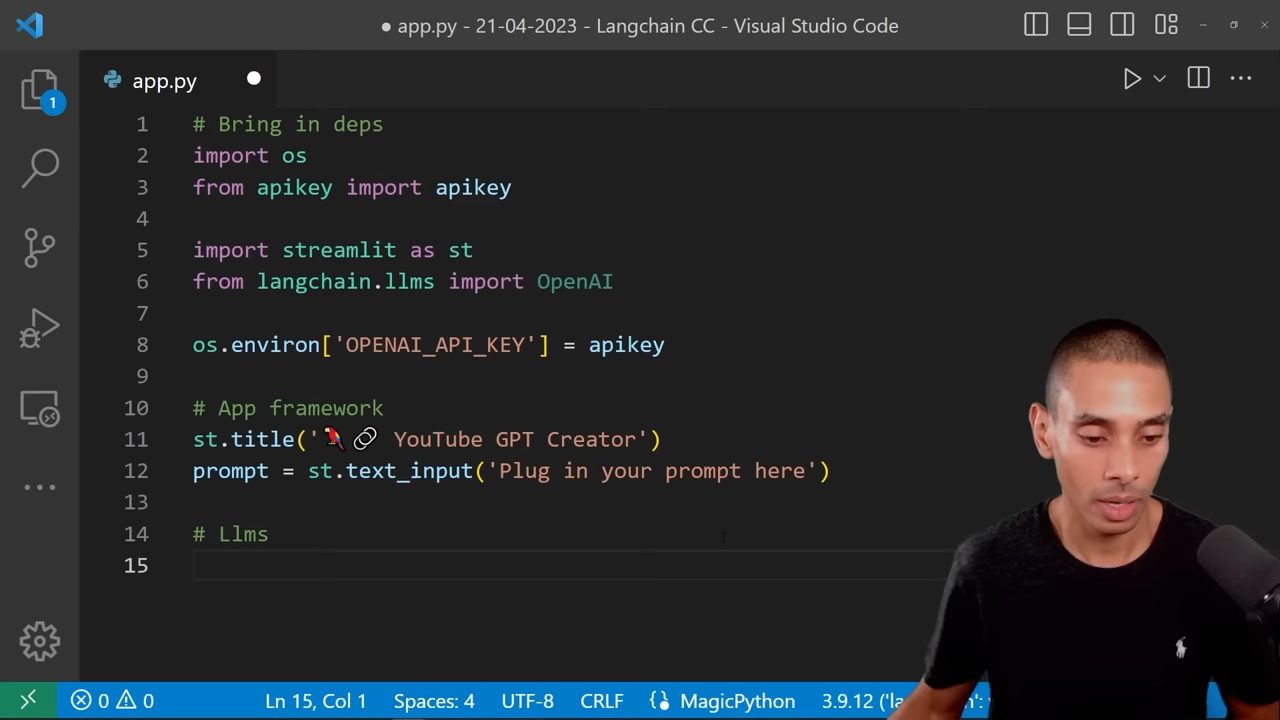 ● app.py - 21-04-2023 - Langchain CC - Visual Studio Code
app.py
1 # Bring in deps
2 import os
3 from apikey import apikey
4
5 import streamlit as st
6 from langchain.llms import OpenAI
7
8 os.environ['OPENAI_API_KEY'] = apikey
9
10 # App framework
11 st.title('🦜🔗 YouTube GPT Creator')
12 prompt = st.text_input('Plug in your prompt here')
13
14 # Llms
15
1
0 0 Ln 15, Col 1 Spaces: 4 UTF-8 CRLF MagicPython 3.9.12